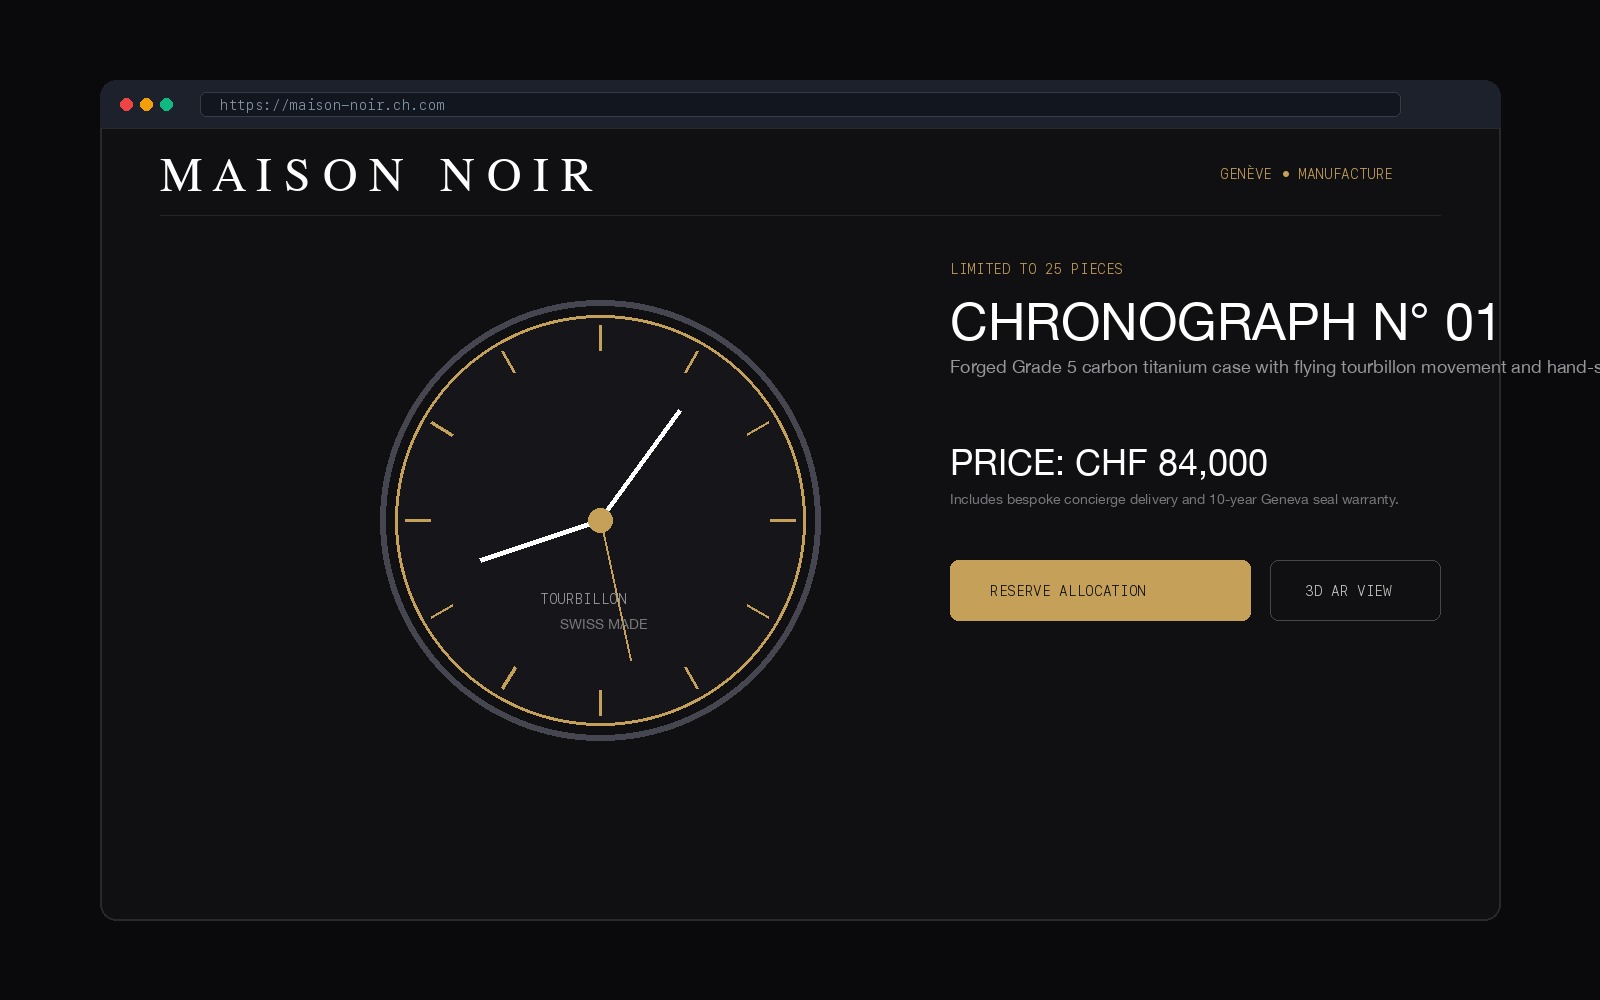 https://maison-noir.ch.com
MAISON NOIR
GENÈVE • MANUFACTURE
LIMITED TO 25 PIECES
CHRONOGRAPH N° 01
Forged Grade 5 carbon titanium case with flying tourbillon movement and
PRICE: CHF 84,000
Includes bespoke concierge delivery and 10-year Geneva seal warranty.
RESERVE ALLOCATION
3D AR VIEW
TOURBILLON
SWISS MADE